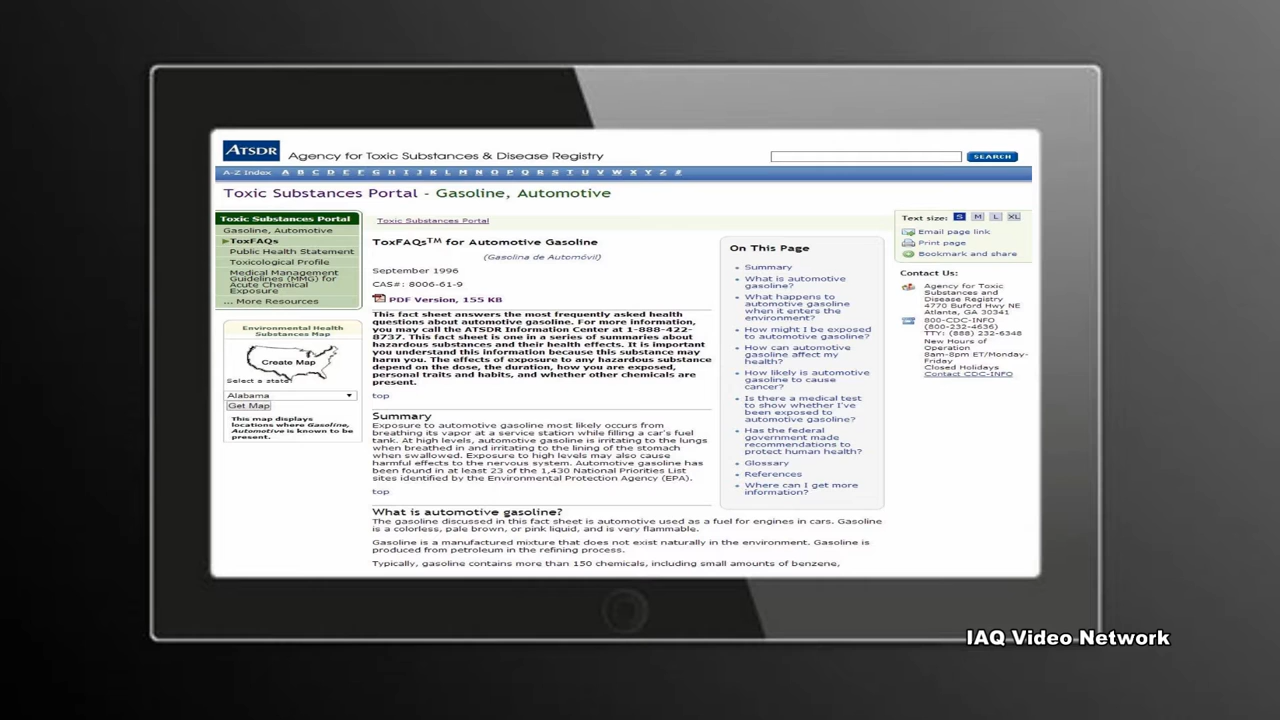 ATSDR Agency for Toxic Substances & Disease Registry
SEARCH
A-Z Index A B C D E F G H I J K L M N O P Q R S T U V W X Y Z #
Toxic Substances Portal - Gasoline, Automotive
Toxic Substances Portal
Gasoline, Automotive
ToxFAQs
Public Health Statement
Toxicological Profile
Medical Management
Guidelines (MMG) for
Acute Chemical
Exposure
... More Resources
Environmental Health
Substances Map
Create Map
Select a state:
Alabama
Get Map
This map displays
locations where Gasoline,
Automotive is known to be
present.
Toxic Substances Portal
ToxFAQs™ for Automotive Gasoline
(Gasolina de Automóvil)
September 1996
CAS#: 8006-61-9
PDF Version, 155 KB
This fact sheet answers the most frequently asked health
questions about automotive gasoline. For more information,
you may call the ATSDR Information Center at 1-888-422-
8737. This fact sheet is one in a series of summaries about
hazardous substances and their health effects. It is important
you understand this information because this substance may
harm you. The effects of exposure to any hazardous substance
depend on the dose, the duration, how you are exposed,
personal traits and habits, and whether other chemicals are
present.
top
Summary
Exposure to automotive gasoline most likely occurs from
breathing its vapor at a service station while filling a car's fuel
tank. At high levels, automotive gasoline is irritating to the lungs
when breathed in and irritating to the lining of the stomach
when swallowed. Exposure to high levels may also cause
harmful effects to the nervous system. Automotive gasoline has
been found in at least 23 of the 1,430 National Priorities List
sites identified by the Environmental Protection Agency (EPA).
top
What is automotive gasoline?
The gasoline discussed in this fact sheet is automotive used as a fuel for engines in cars. Gasoline
is a colorless, pale brown, or pink liquid, and is very flammable.
Gasoline is a manufactured mixture that does not exist naturally in the environment. Gasoline is
produced from petroleum in the refining process.
Typically, gasoline contains more than 150 chemicals, including small amounts of benzene,
On This Page
Summary
What is automotive
gasoline?
What happens to
automotive gasoline
when it enters the
environment?
How might I be exposed
to automotive gasoline?
How can automotive
gasoline affect my
health?
How likely is automotive
gasoline to cause
cancer?
Is there a medical test
to show whether I've
been exposed to
automotive gasoline?
Has the federal
government made
recommendations to
protect human health?
Glossary
References
Where can I get more
information?
Text size: S M L XL
Email page link
Print page
Bookmark and share
Contact Us:
Agency for Toxic
Substances and
Disease Registry
4770 Buford Hwy NE
Atlanta, GA 30341
800-CDC-INFO
(800-232-4636)
TTY: (888) 232-6348
New Hours of
Operation
8am-8pm ET/Monday-
Friday
Closed Holidays
Contact CDC-INFO
IAQ Video Network